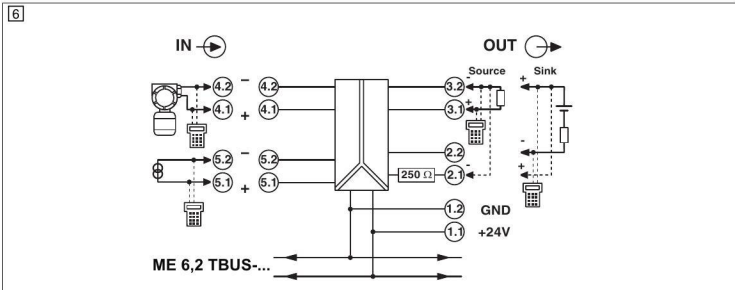 6
IN OUT
Source Sink
4.2 − 4.2 3.2 - +
4.1 + 4.1 3.1 +
2.2 -
5.2 − 5.2
250 Ω 2.1 - +
5.1 + 5.1
1.2 GND
1.1 +24V
ME 6,2 TBUS-...